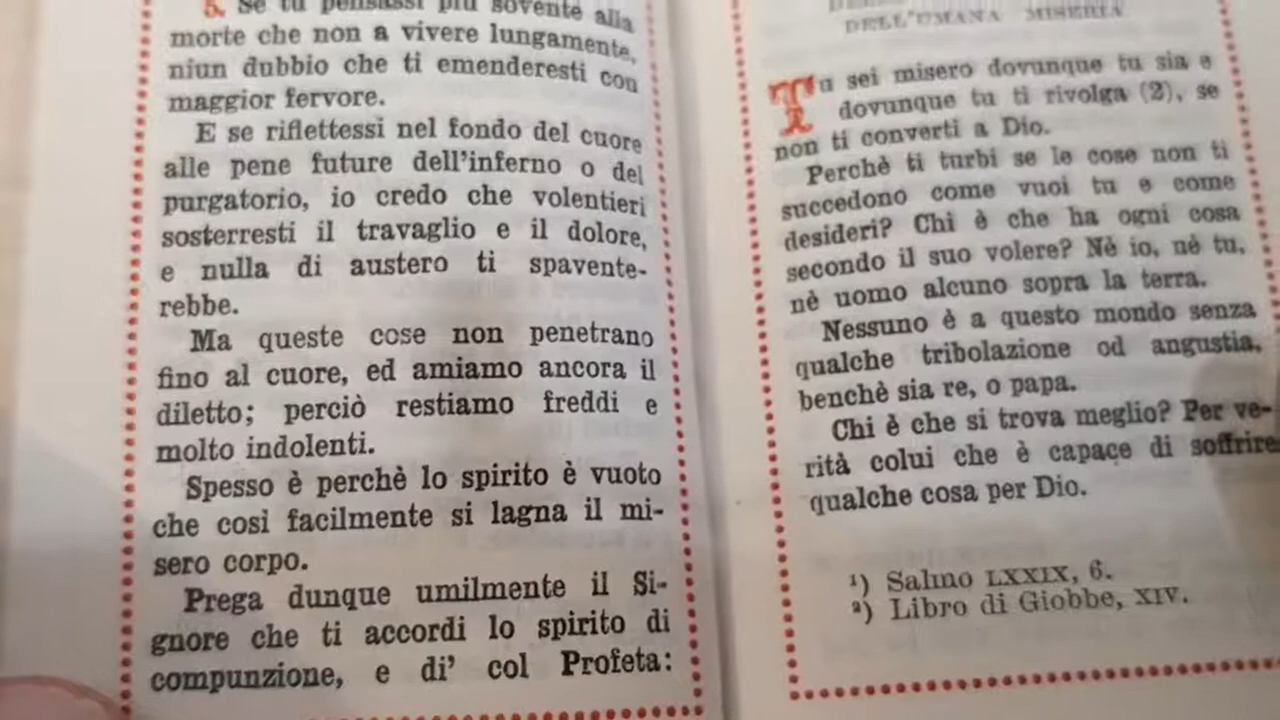 5. Se tu pensassi più sovente alla
morte che non a vivere lungamente,
niun dubbio che ti emenderesti con
maggior fervore.
E se riflettessi nel fondo del cuore
alle pene future dell'inferno o del
purgatorio, io credo che volentieri
sosterresti il travaglio e il dolore,
e nulla di austero ti spavente-
rebbe.
Ma queste cose non penetrano
fino al cuore, ed amiamo ancora il
diletto; perciò restiamo freddi e
molto indolenti.
Spesso è perchè lo spirito è vuoto
che così facilmente si lagna il mi-
sero corpo.
Prega dunque umilmente il Si-
gnore che ti accordi lo spirito di
compunzione, e di' col Profeta:
DELL'UMANA MISERIA
Tu sei misero dovunque tu sia e
dovunque tu ti rivolga (2), se
non ti converti a Dio.
Perchè ti turbi se le cose non ti
succedono come vuoi tu e come
desideri? Chi è che ha ogni cosa
secondo il suo volere? Nè io, nè tu,
nè uomo alcuno sopra la terra.
Nessuno è a questo mondo senza
qualche tribolazione od angustia,
benchè sia re, o papa.
Chi è che si trova meglio? Per ve-
rità colui che è capace di soffrire
qualche cosa per Dio.
¹) Salmo LXXIX, 6.
²) Libro di Giobbe, XIV.